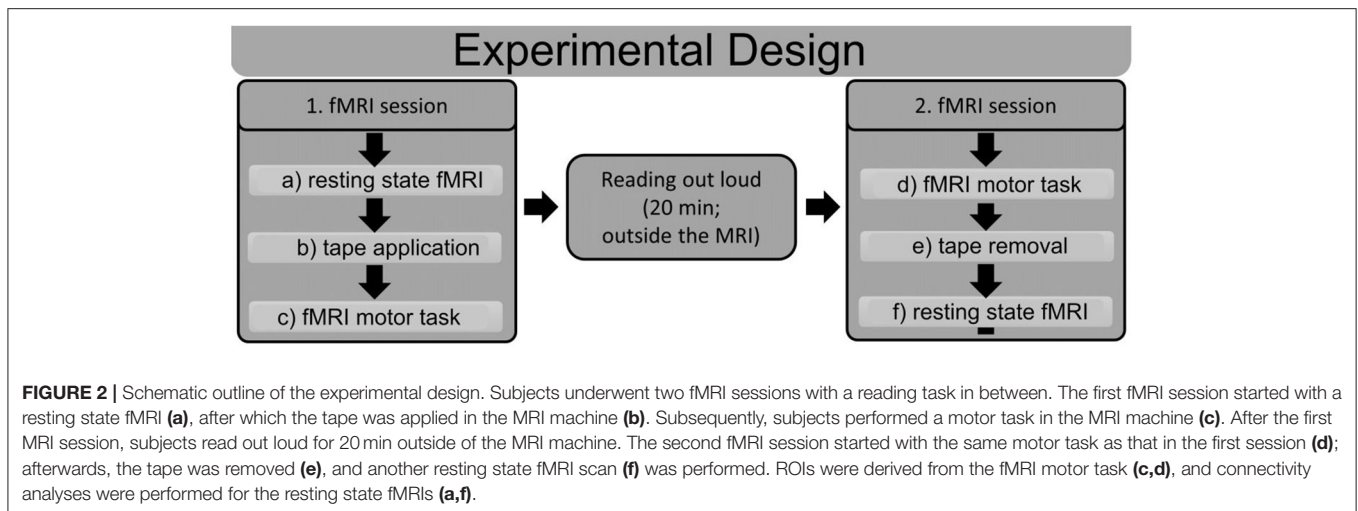 Experimental Design
1. fMRI session
a) resting state fMRI
b) tape application
c) fMRI motor task
Reading out loud
(20 min;
outside the MRI)
2. fMRI session
d) fMRI motor task
e) tape removal
f) resting state fMRI
FIGURE 2 | Schematic outline of the experimental design. Subjects underwent two fMRI sessions with a reading task in between. The first fMRI session started with a
resting state fMRI (a), after which the tape was applied in the MRI machine (b). Subsequently, subjects performed a motor task in the MRI machine (c). After the first
MRI session, subjects read out loud for 20 min outside of the MRI machine. The second fMRI session started with the same motor task as that in the first session (d);
afterwards, the tape was removed (e), and another resting state fMRI scan (f) was performed. ROIs were derived from the fMRI motor task (c,d), and connectivity
analyses were performed for the resting state fMRIs (a,f).